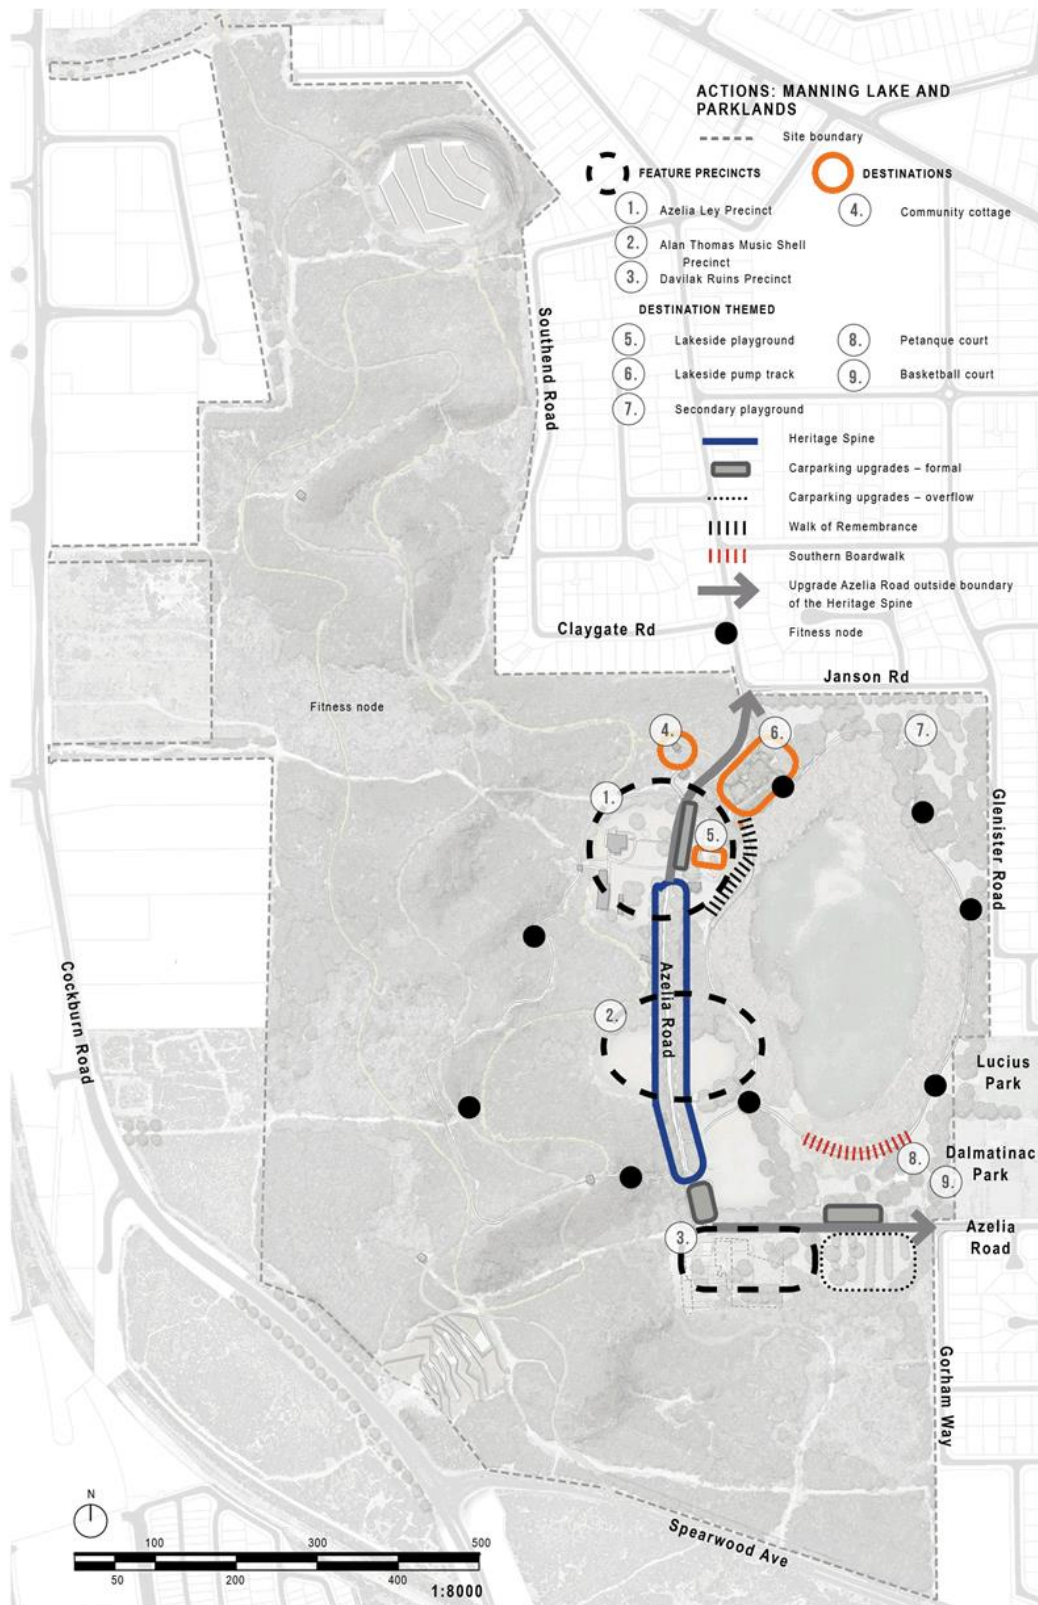 ACTIONS: MANNING LAKE AND
PARKLANDS
Site boundary
FEATURE PRECINCTS
DESTINATIONS
1. Azelia Ley Precinct
4. Community cottage
2. Alan Thomas Music Shell
Precinct
3. Davilak Ruins Precinct
DESTINATION THEMED
5. Lakeside playground
8. Petanque court
6. Lakeside pump track
9. Basketball court
7. Secondary playground
Heritage Spine
Carparking upgrades – formal
Carparking upgrades – overflow
Walk of Remembrance
Southern Boardwalk
Upgrade Azelia Road outside boundary
of the Heritage Spine
Fitness node
Southend Road
Claygate Rd
Janson Rd
Fitness node
4.
6.
7.
1.
5.
Glenister Road
Azelia Road
2.
Cockburn Road
Lucius
Park
8.
Dalmatinac
Park
9.
3.
Azelia
Road
Gorham Way
Spearwood Ave
N
100
300
500
50
200
400
1:8000